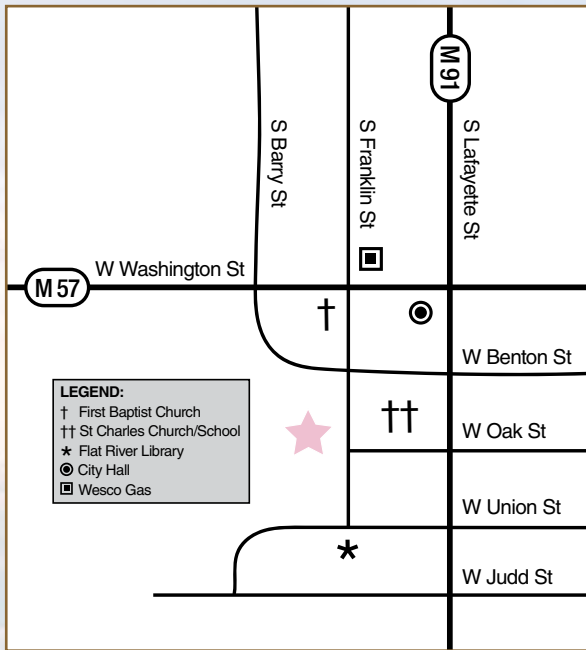 M 91
S Barry St
S Franklin St
S Lafayette St
W Washington St
M 57
W Benton St
LEGEND:
† First Baptist Church
†† St Charles Church/School
* Flat River Library
City Hall
Wesco Gas
W Oak St
W Union St
W Judd St